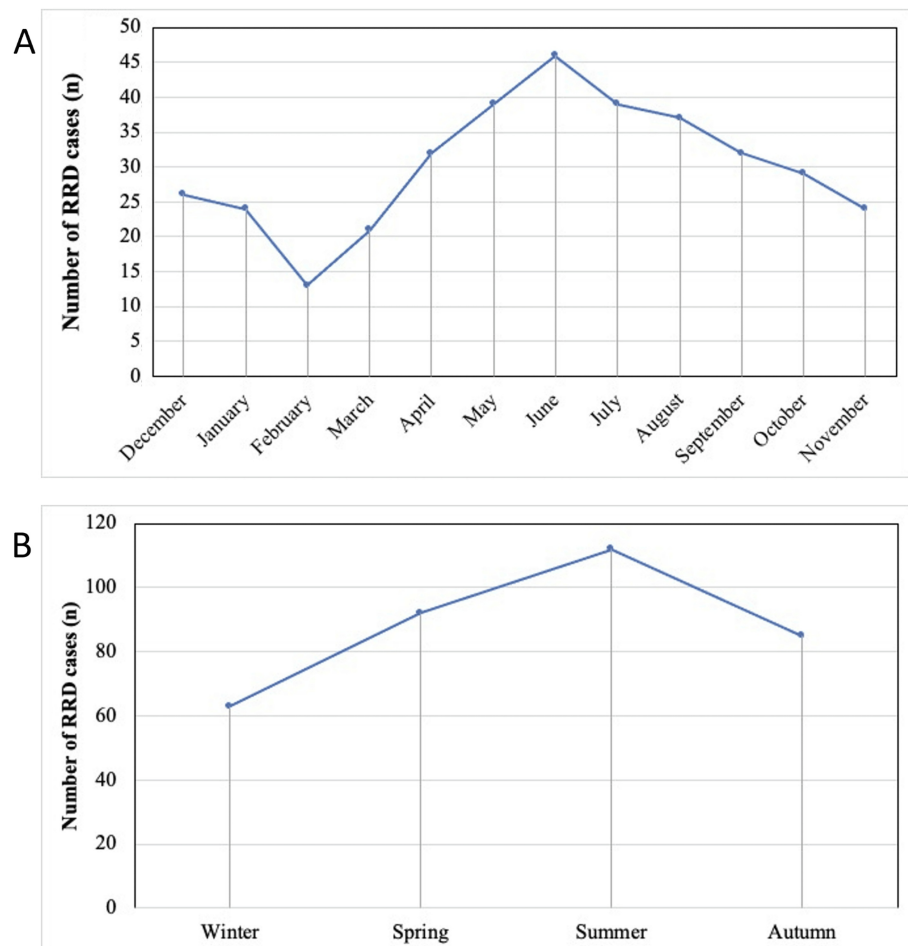 A
Number of RRD cases (n)
50
45
40
35
30
25
20
15
10
5
0
December
January
February
March
April
May
June
July
August
September
October
November
B
Number of RRD cases (n)
120
100
80
60
40
20
0
Winter
Spring
Summer
Autumn